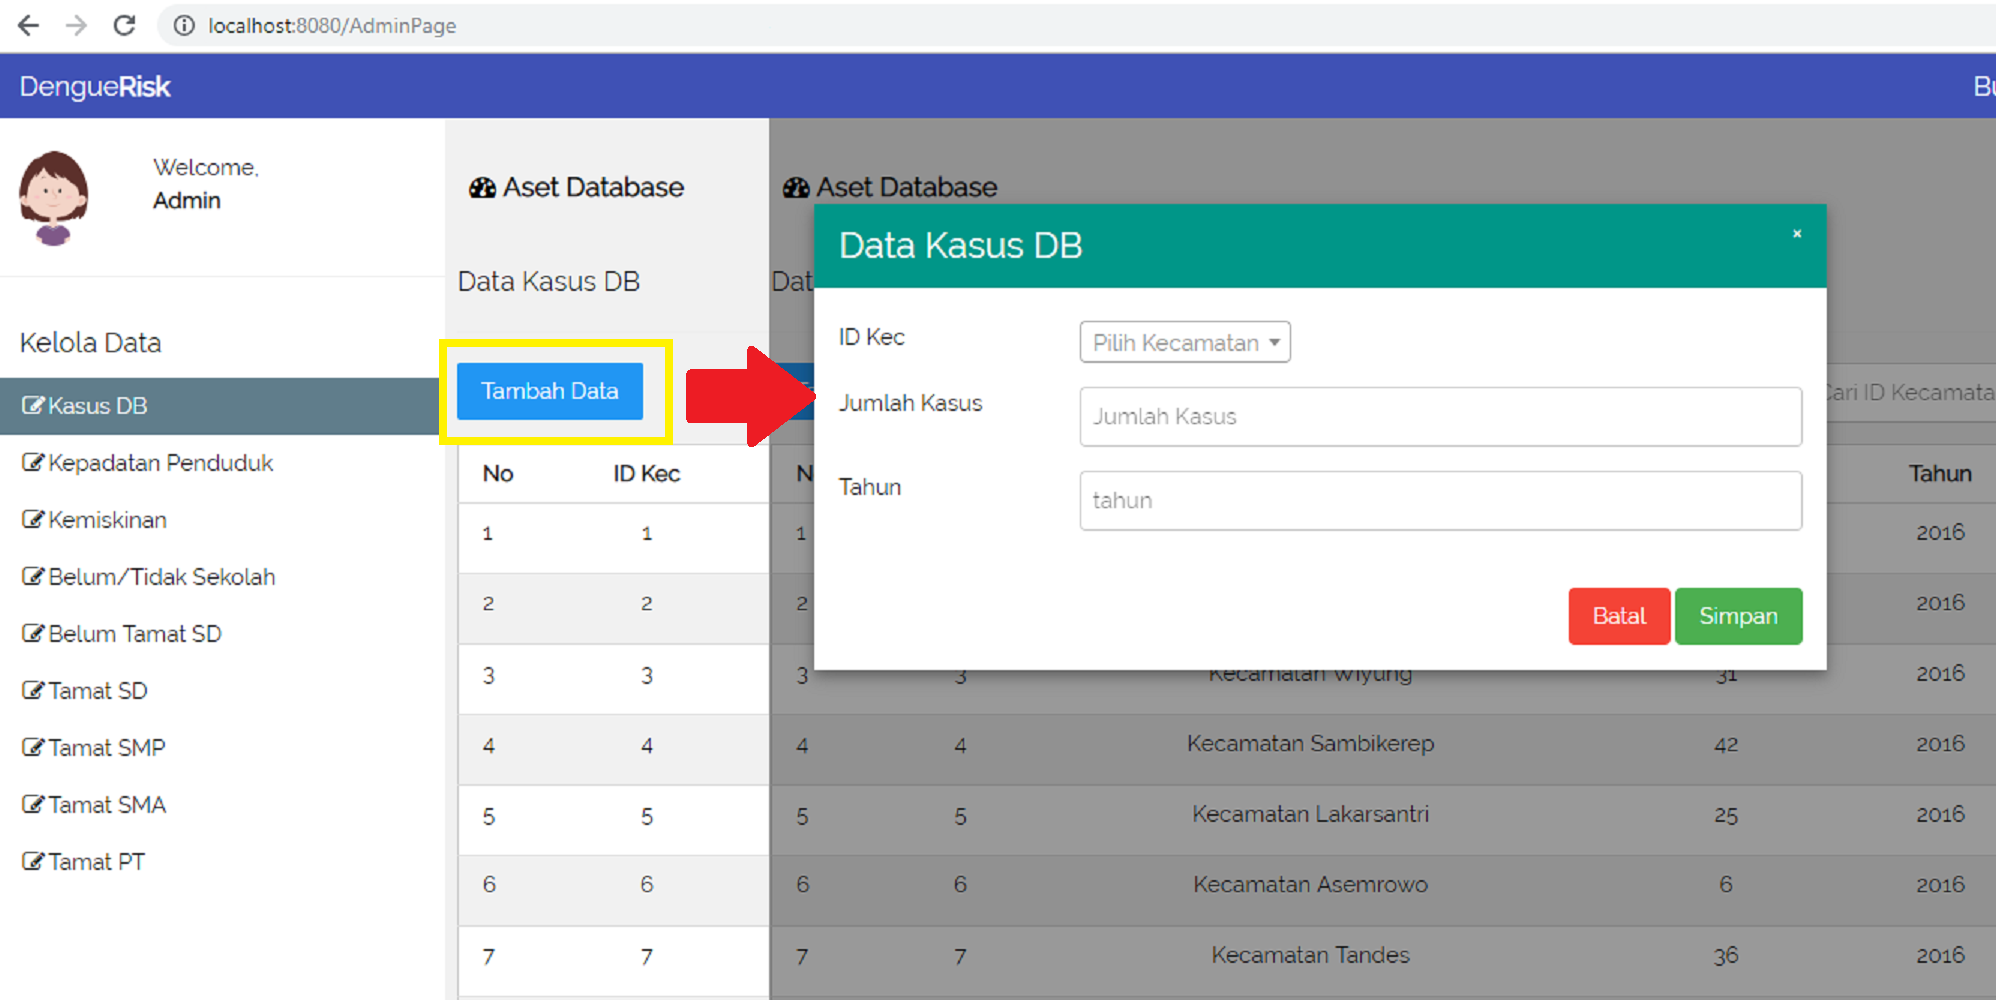 localhost:8080/AdminPage
DengueRisk
Welcome,
Admin
Kelola Data
Kasus DB
Kepadatan Penduduk
Kemiskinan
Belum/Tidak Sekolah
Belum Tamat SD
Tamat SD
Tamat SMP
Tamat SMA
Tamat PT
Aset Database
Data Kasus DB
Tambah Data
No ID Kec
1 1
2 2
3 3
4 4
5 5
6 6
7 7
Aset Database
Data Kasus DB
×
ID Kec
Pilih Kecamatan
Jumlah Kasus
Jumlah Kasus
Tahun
tahun
Batal Simpan
Cari ID
Tahun
1 2016
2 2016
3 3 Kecamatan Wiyung 31 2016
4 4 Kecamatan Sambikerep 42 2016
5 5 Kecamatan Lakarsantri 25 2016
6 6 Kecamatan Asemrowo 6 2016
7 7 Kecamatan Tandes 36 2016